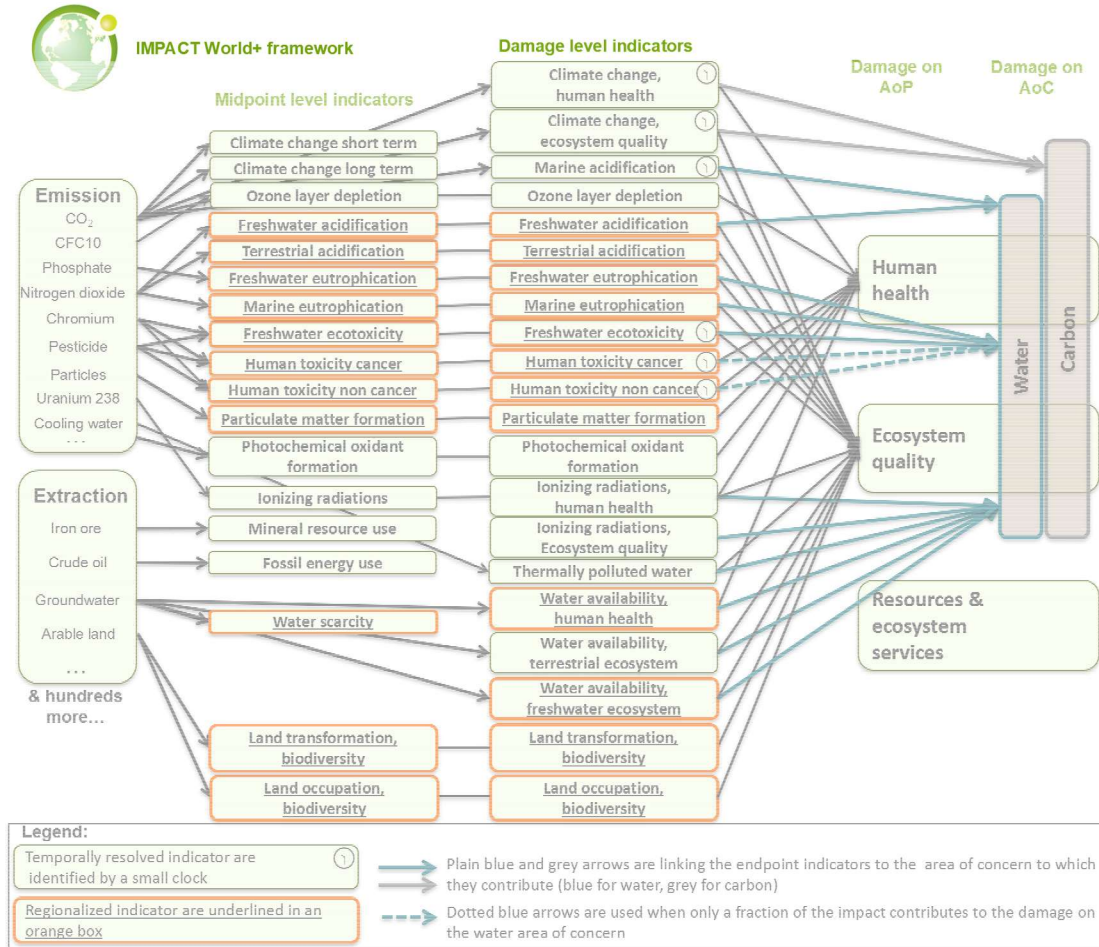 IMPACT World+ framework
Damage level indicators
Midpoint level indicators
Damage on
AoP
Damage on
AoC
Emission
CO2
CFC10
Phosphate
Nitrogen dioxide
Chromium
Pesticide
Particles
Uranium 238
Cooling water
...
Extraction
Iron ore
Crude oil
Groundwater
Arable land
...
& hundreds
more...
Climate change short term
Climate change long term
Ozone layer depletion
Freshwater acidification
Terrestrial acidification
Freshwater eutrophication
Marine eutrophication
Freshwater ecotoxicity
Human toxicity cancer
Human toxicity non cancer
Particulate matter formation
Photochemical oxidant
formation
Ionizing radiations
Mineral resource use
Fossil energy use
Water scarcity
Land transformation,
biodiversity
Land occupation,
biodiversity
Climate change,
human health
Climate change,
ecosystem quality
Marine acidification
Ozone layer depletion
Freshwater acidification
Terrestrial acidification
Freshwater eutrophication
Marine eutrophication
Freshwater ecotoxicity
Human toxicity cancer
Human toxicity non cancer
Particulate matter formation
Photochemical oxidant
formation
Ionizing radiations,
human health
Ionizing radiations,
Ecosystem quality
Thermally polluted water
Water availability,
human health
Water availability,
terrestrial ecosystem
Water availability,
freshwater ecosystem
Land transformation,
biodiversity
Land occupation,
biodiversity
Human
health
Ecosystem
quality
Resources &
ecosystem
services
Water
Carbon
Legend:
Temporally resolved indicator are
identified by a small clock
Regionalized indicator are underlined in an
orange box
Plain blue and grey arrows are linking the endpoint indicators to the area of concern to which
they contribute (blue for water, grey for carbon)
Dotted blue arrows are used when only a fraction of the impact contributes to the damage on
the water area of concern